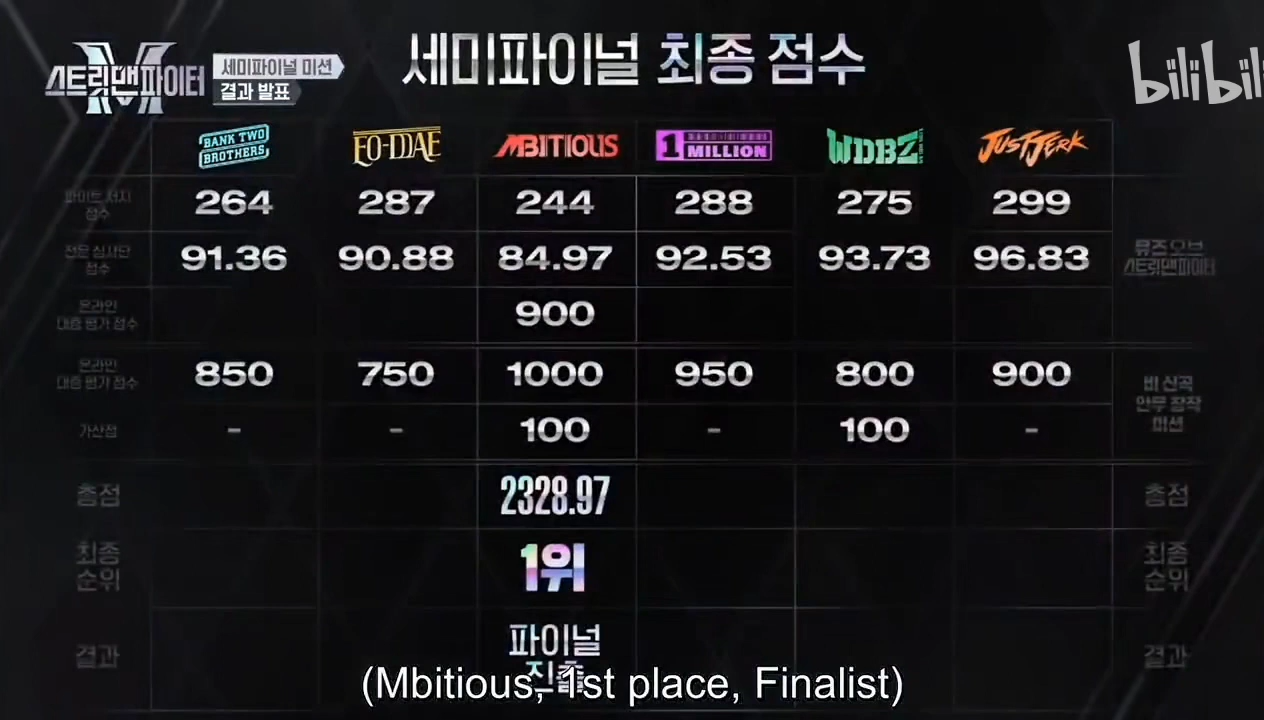 세미파이널 최종 점수
스트릿맨파이터
세미파이널 미션
결과 발표
bilibili
BANK TWO BROTHERS EO-DDAE MBITIOUS 1 MILLION WDBZ JUSTJERK
파이트 저지 점수 264 287 244 288 275 299
전문 심사단 점수 91.36 90.88 84.97 92.53 93.73 96.83
뮤즈 오브 스트릿맨파이터
온라인 대중 평가 점수 900
온라인 대중 평가 점수 850 750 1000 950 800 900
비 신곡 안무 창작 미션
가산점 - - 100 - 100 -
총점 2328.97 총점
최종 순위 1위 최종 순위
결과 파이널 진출 결과
(Mbitious, 1st place, Finalist)